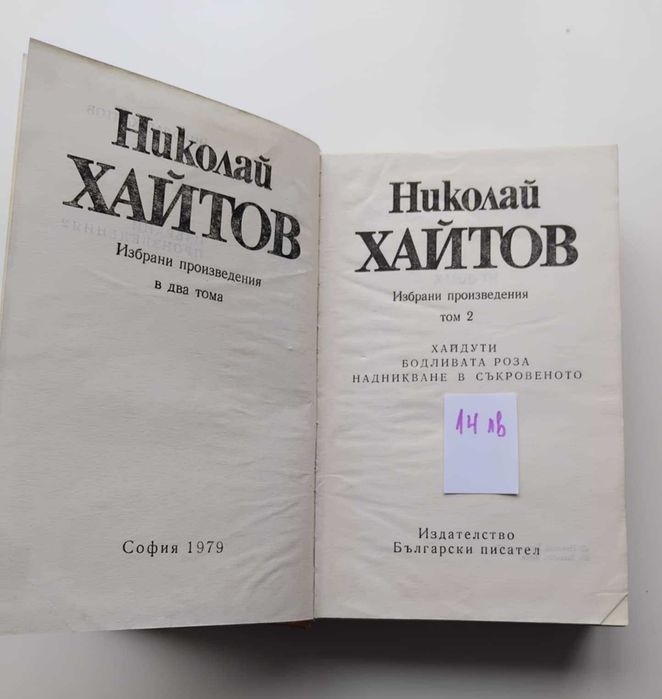 Николай
ХАЙТОВ
Избрани произведения
в два тома
София 1979
Николай
ХАЙТОВ
Избрани произведения
том 2
ХАЙДУТИ
БОДЛИВАТА РОЗА
НАДНИКВАНЕ В СЪКРОВЕНОТО
14 лв
Издателство
Български писател